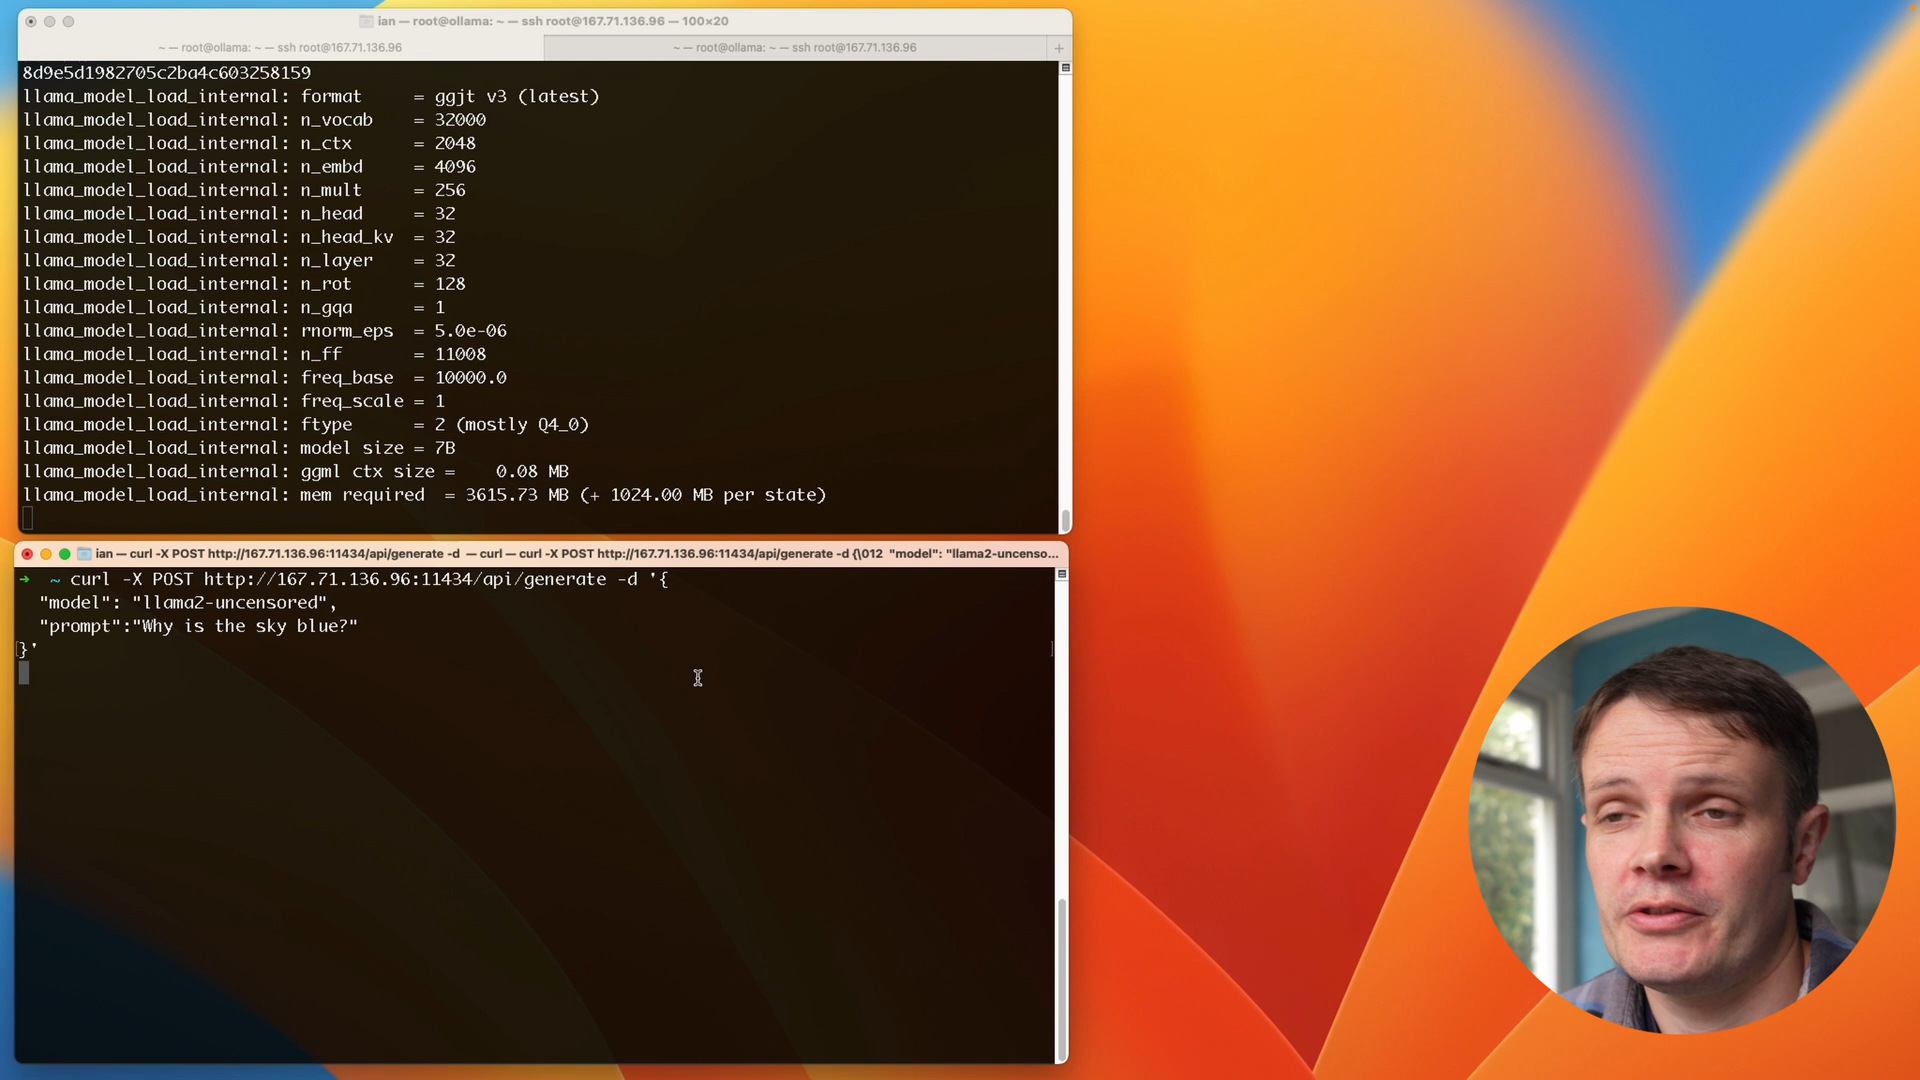 ian — root@ollama: ~ — ssh root@167.71.136.96 — 100×20
~ — root@ollama: ~ — ssh root@167.71.136.96
~ — root@ollama: ~ — ssh root@167.71.136.96
+
8d9e5d1982705c2ba4c603258159
llama_model_load_internal: format     = ggjt v3 (latest)
llama_model_load_internal: n_vocab    = 32000
llama_model_load_internal: n_ctx      = 2048
llama_model_load_internal: n_embd     = 4096
llama_model_load_internal: n_mult     = 256
llama_model_load_internal: n_head     = 32
llama_model_load_internal: n_head_kv  = 32
llama_model_load_internal: n_layer    = 32
llama_model_load_internal: n_rot      = 128
llama_model_load_internal: n_gqa      = 1
llama_model_load_internal: rnorm_eps  = 5.0e-06
llama_model_load_internal: n_ff       = 11008
llama_model_load_internal: freq_base  = 10000.0
llama_model_load_internal: freq_scale = 1
llama_model_load_internal: ftype      = 2 (mostly Q4_0)
llama_model_load_internal: model size = 7B
llama_model_load_internal: ggml ctx size =    0.08 MB
llama_model_load_internal: mem required  = 3615.73 MB (+ 1024.00 MB per state)
ian — curl -X POST http://167.71.136.96:11434/api/generate -d — curl — curl -X POST http://167.71.136.96:11434/api/generate -d {\012 "model": "llama2-uncenso...
➜  ~ curl -X POST http://167.71.136.96:11434/api/generate -d '{
  "model": "llama2-uncensored",
  "prompt":"Why is the sky blue?"
}'